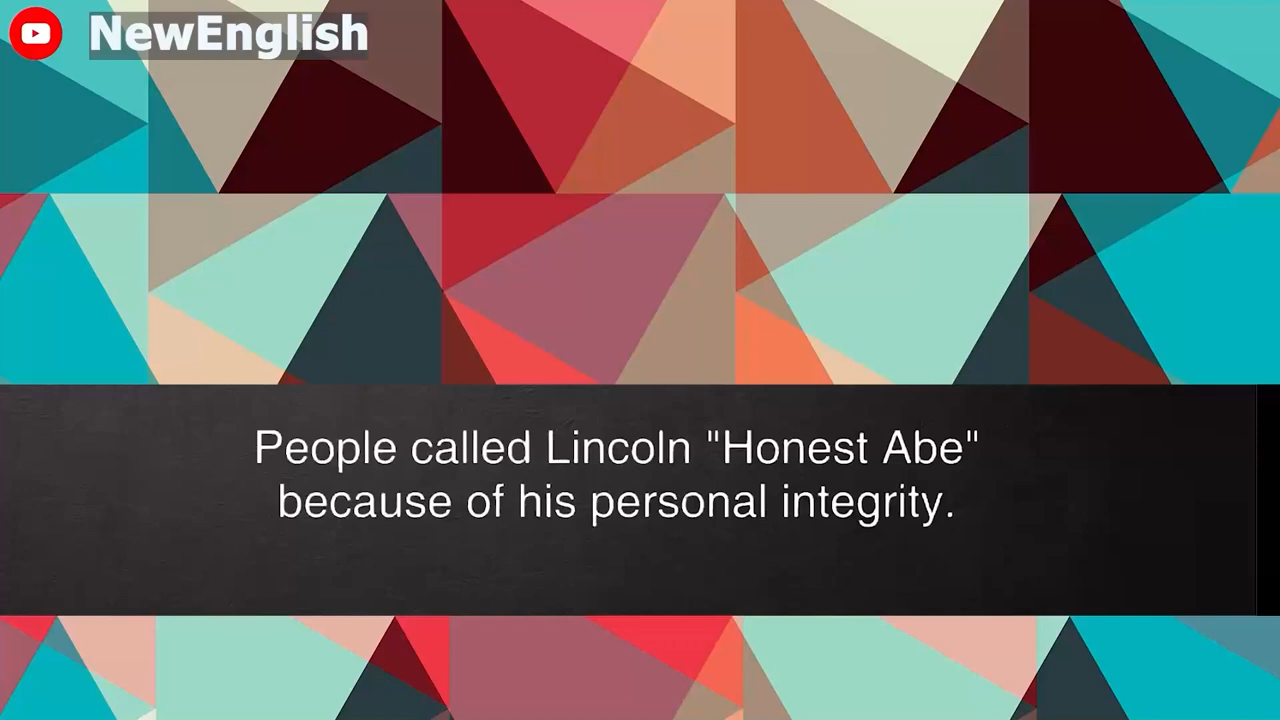 NewEnglish
People called Lincoln "Honest Abe"
because of his personal integrity.